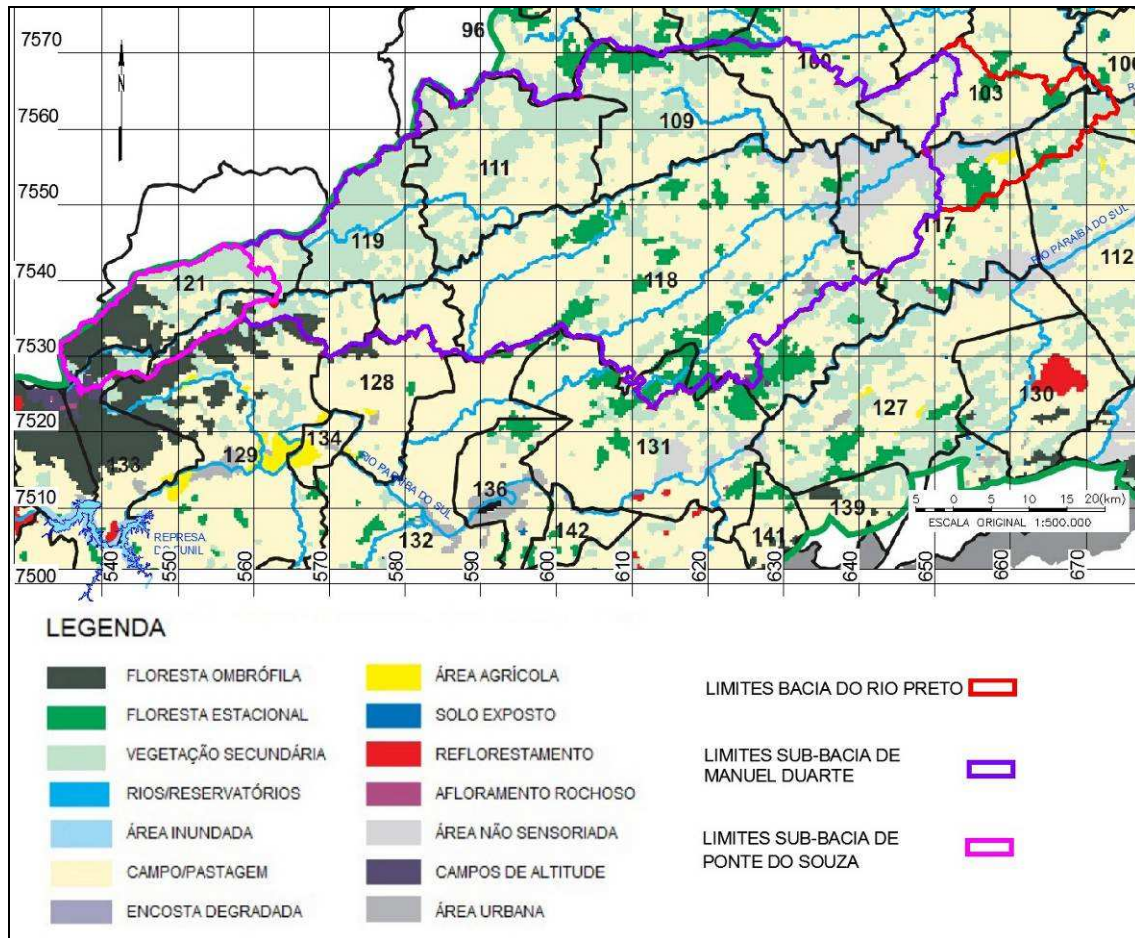 7570
7560
7550
7540
7530
7520
7510
7500
N
96
100
103
106
109
111
119
117
112
121
118
128
127
130
133
129
134
131
136
139
132
142
141
RIO PARAÍBA DO SUL
RIO PARAÍBA DO SUL
REPRESA
DO FUNIL
5 0 5 10 15 20(km)
ESCALA ORIGINAL 1:500.000
540 550 560 570 580 590 600 610 620 630 640 650 660 670
LEGENDA
FLORESTA OMBRÓFILA
FLORESTA ESTACIONAL
VEGETAÇÃO SECUNDÁRIA
RIOS/RESERVATÓRIOS
ÁREA INUNDADA
CAMPO/PASTAGEM
ENCOSTA DEGRADADA
ÁREA AGRÍCOLA
SOLO EXPOSTO
REFLORESTAMENTO
AFLORAMENTO ROCHOSO
ÁREA NÃO SENSORIADA
CAMPOS DE ALTITUDE
ÁREA URBANA
LIMITES BACIA DO RIO PRETO
LIMITES SUB-BACIA DE
MANUEL DUARTE
LIMITES SUB-BACIA DE
PONTE DO SOUZA